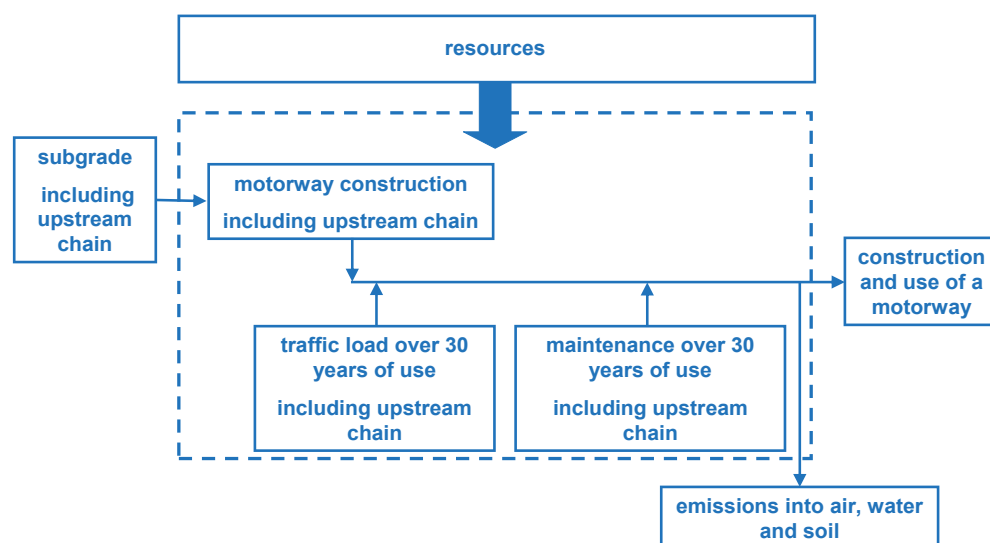 resources
subgrade
including
upstream
chain
motorway construction
including upstream chain
construction
and use of a
motorway
traffic load over 30
years of use
including upstream
chain
maintenance over 30
years of use
including upstream
chain
emissions into air, water
and soil